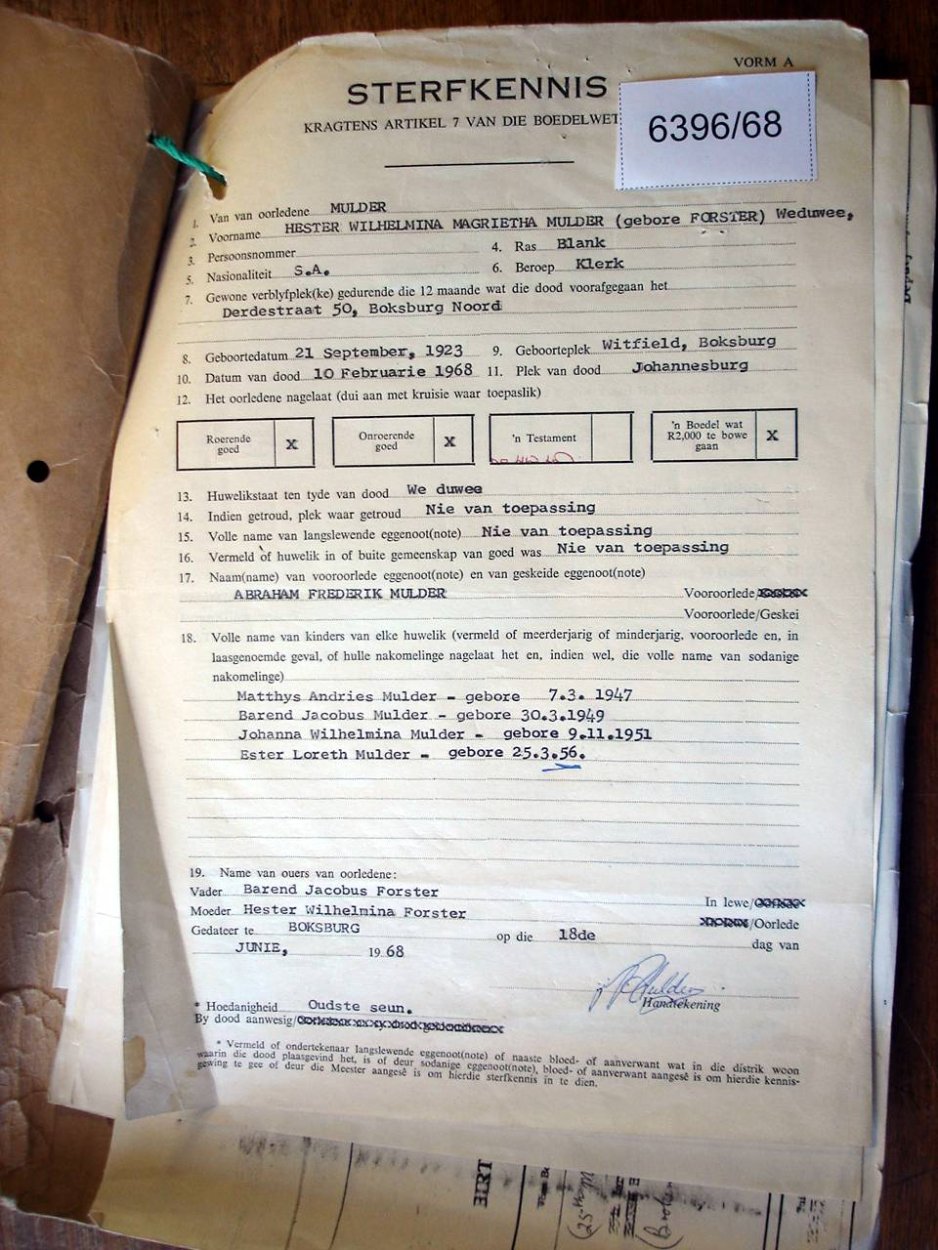 VORM A
STERFKENNIS
KRAGTENS ARTIKEL 7 VAN DIE BOEDELWET
6396/68
1. Van van oorledene MULDER
2. Voorname HESTER WILHELMINA MAGRIETHA MULDER (gebore FORSTER) Weduwee,
3. Persoonsnommer 4. Ras Blank
5. Nasionaliteit S.A. 6. Beroep Klerk
7. Gewone verblyfplek(ke) gedurende die 12 maande wat die dood voorafgegaan het
Derdestraat 50, Boksburg Noord
8. Geboortedatum 21 September, 1923 9. Geboorteplek Witfield, Boksburg
10. Datum van dood 10 Februarie 1968 11. Plek van dood Johannesburg
12. Het oorledene nagelaat (dui aan met kruisie waar toepaslik)
Roerende goed X
Onroerende goed X
'n Testament
'n Boedel wat R2,000 te bowe gaan X
13. Huwelikstaat ten tyde van dood We duwee
14. Indien getroud, plek waar getroud Nie van toepassing
15. Volle name van langslewende eggenoot(note) Nie van toepassing
16. Vermeld of huwelik in of buite gemeenskap van goed was Nie van toepassing
17. Naam(name) van vooroorlede eggenoot(note) en van geskeide eggenoot(note)
ABRAHAM FREDERIK MULDER Vooroorlede/
Vooroorlede/Geskei
18. Volle name van kinders van elke huwelik (vermeld of meerderjarig of minderjarig, vooroorlede en, in
laasgenoemde geval, of hulle nakomelinge nagelaat het en, indien wel, die volle name van sodanige
nakomelinge)
Matthys Andries Mulder - gebore 7.3. 1947
Barend Jacobus Mulder - gebore 30.3.1949
Johanna Wilhelmina Mulder - gebore 9.11.1951
Ester Loreth Mulder - gebore 25.3.56.
19. Name van ouers van oorledene:
Vader Barend Jacobus Forster In lewe/
Moeder Hester Wilhelmina Forster /Oorlede
Gedateer te BOKSBURG op die 18de dag van
JUNIE, 1968
Mulder
Handtekening
* Hoedanigheid Oudste seun.
By dood aanwesig/
* Vermeld of ondertekenaar langslewende eggenoot(note) of naaste bloed- of aanverwant wat in die distrik woon
waarin die dood plaasgevind het, is of deur sodanige eggenoot(note), bloed- of aanverwant aangesê is om hierdie kennis-
gewing te gee of deur die Meester aangesê is om hierdie sterfkennis in te dien.